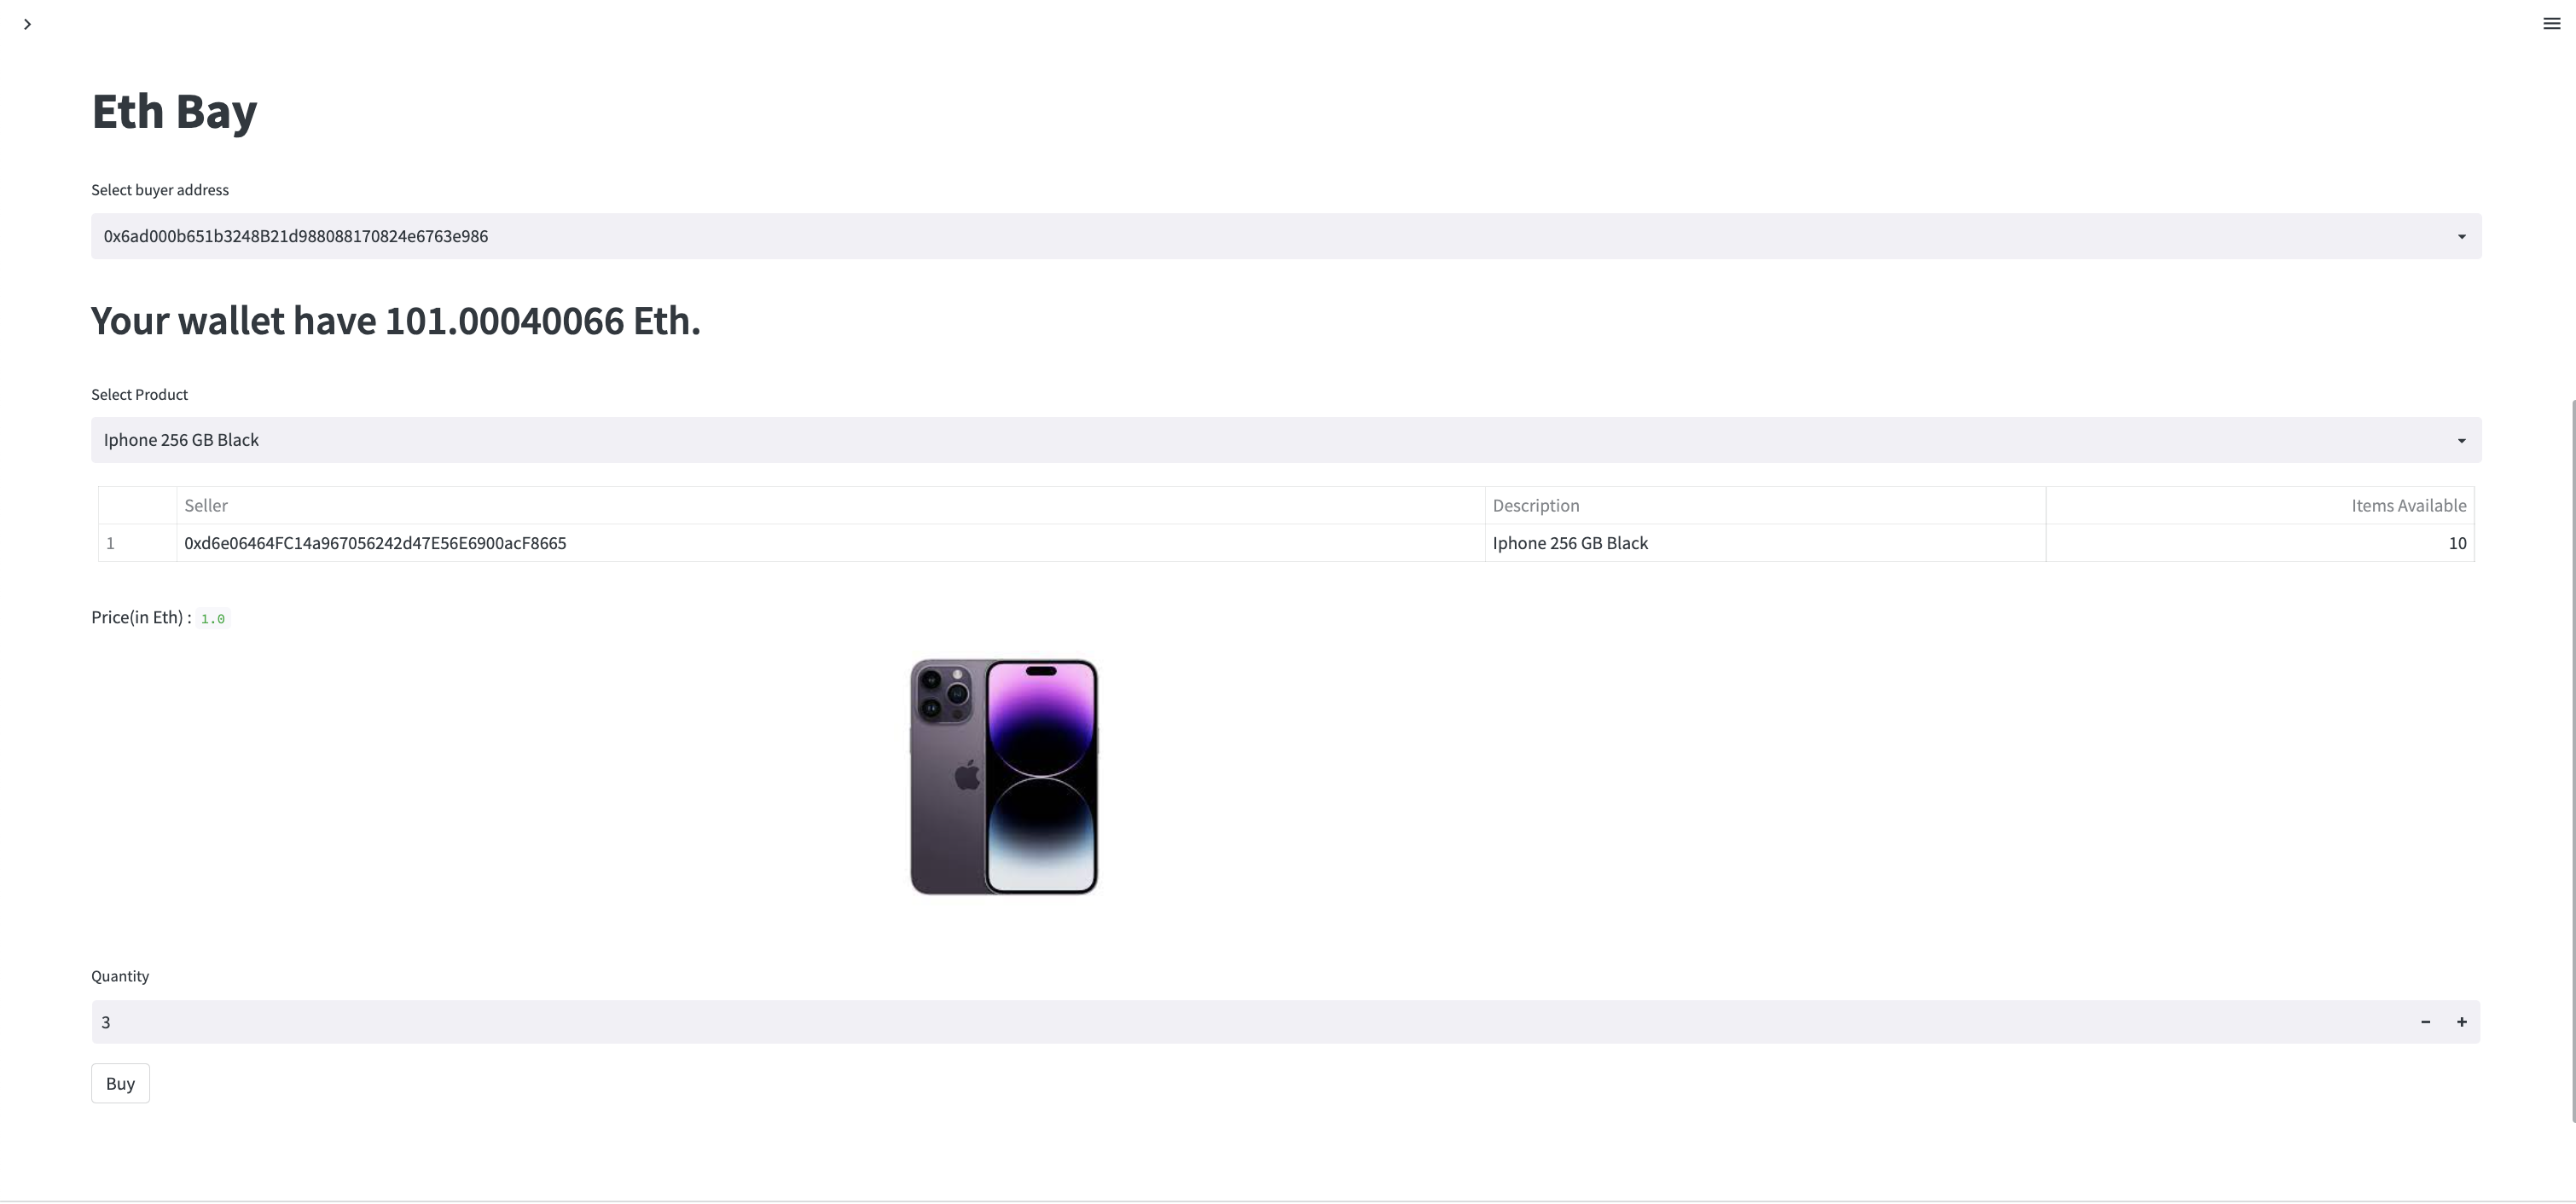 Eth Bay
Select buyer address
0x6ad000b651b3248B21d988088170824e6763e986
Your wallet have 101.00040066 Eth.
Select Product
Iphone 256 GB Black
Seller Description Items Available
1 0xd6e06464FC14a967056242d47E56E6900acF8665 Iphone 256 GB Black 10
Price(in Eth) : 1.0
Quantity
3
Buy